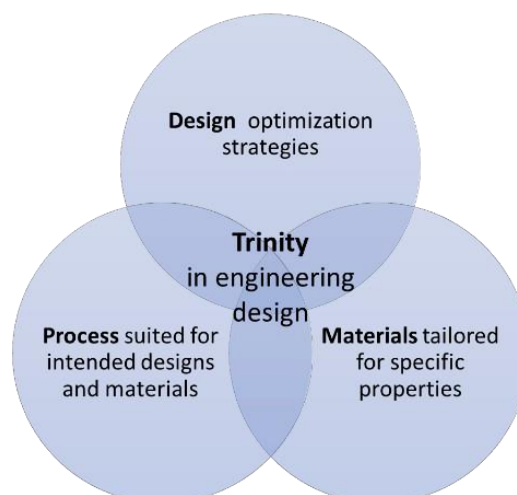 Design optimization
strategies
Trinity
in engineering
design
Process suited for
intended designs
and materials
Materials tailored
for specific
properties